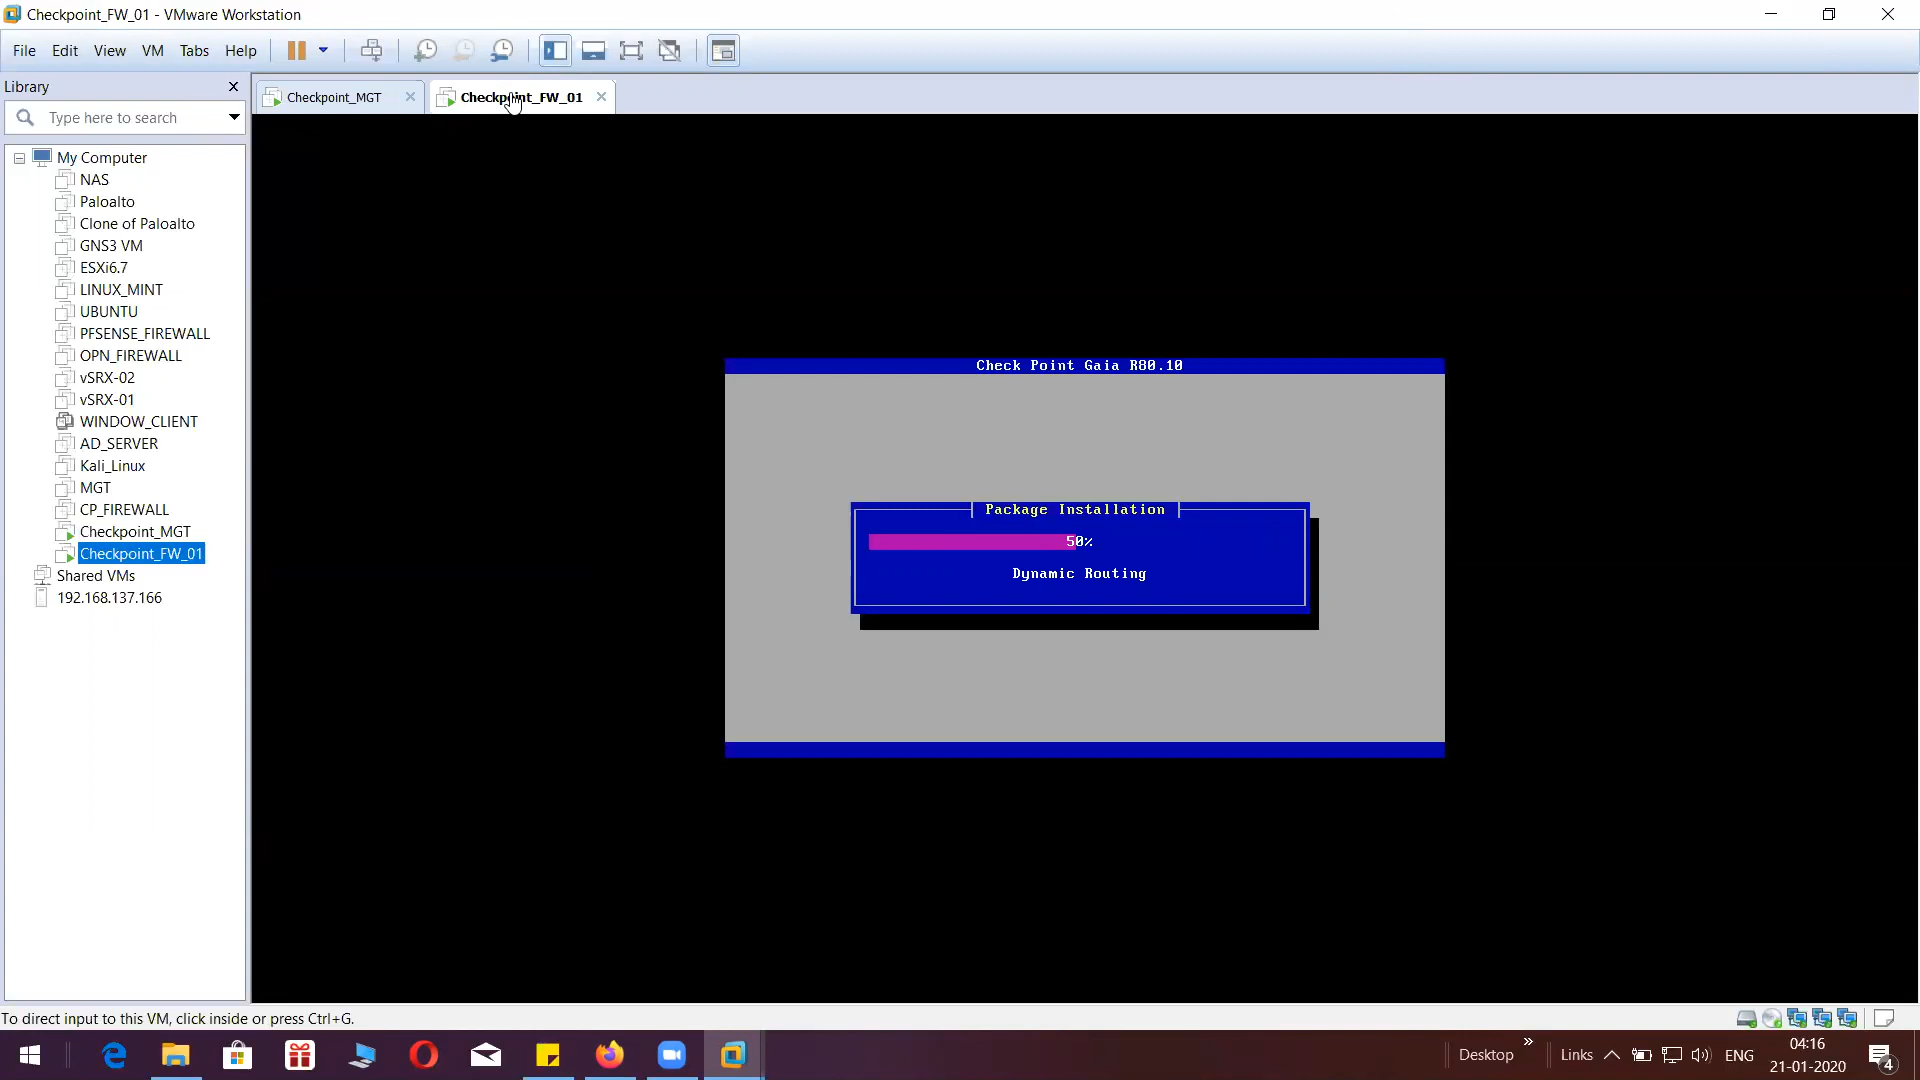 Checkpoint_FW_01 - VMware Workstation
File Edit View VM Tabs Help
Library
Type here to search
My Computer
NAS
Paloalto
Clone of Paloalto
GNS3 VM
ESXi6.7
LINUX_MINT
UBUNTU
PFSENSE_FIREWALL
OPN_FIREWALL
vSRX-02
vSRX-01
WINDOW_CLIENT
AD_SERVER
Kali_Linux
MGT
CP_FIREWALL
Checkpoint_MGT
Checkpoint_FW_01
Shared VMs
192.168.137.166
Checkpoint_MGT
Checkpoint_FW_01
Check Point Gaia R80.10
Package Installation
50%
Dynamic Routing
To direct input to this VM, click inside or press Ctrl+G.
Desktop » Links ENG 04:16
21-01-2020
4